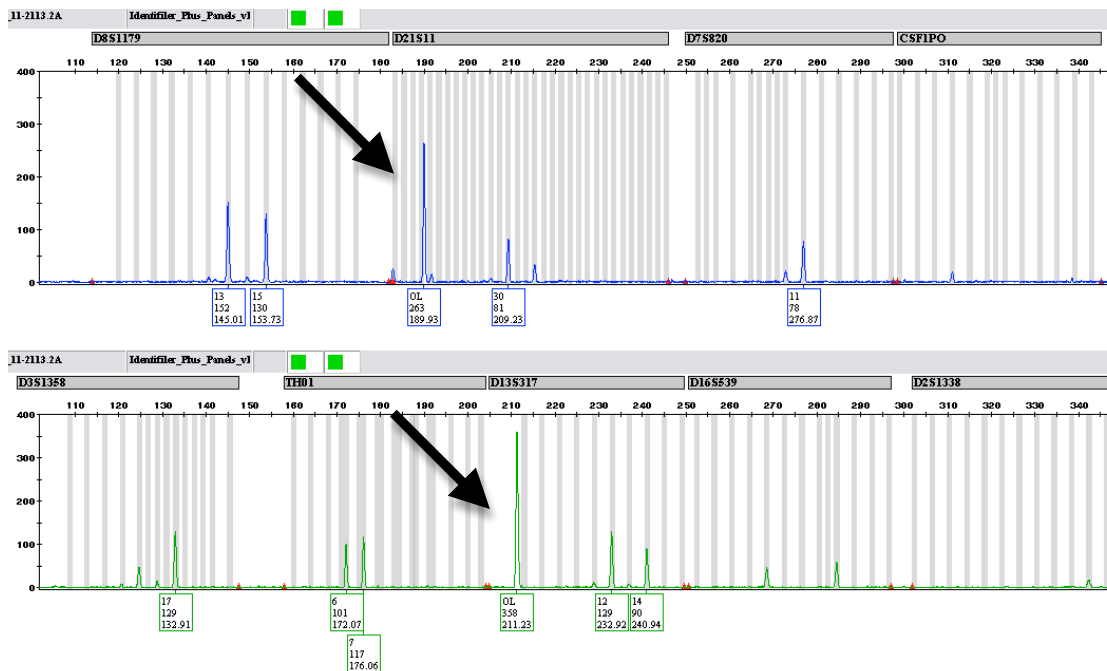 _11-2113.2A Identifiler_Plus_Panels_v1
D8S1179 D21S11 D7S820 CSF1PO
110 120 130 140 150 160 170 180 190 200 210 220 230 240 250 260 270 280 290 300 310 320 330 340
400
300
200
100
0
13 15 OL 30 11
152 130 263 81 78
145.01 153.73 189.93 209.23 276.87
_11-2113.2A Identifiler_Plus_Panels_v1
D3S1358 TH01 D13S317 D16S539 D2S1338
110 120 130 140 150 160 170 180 190 200 210 220 230 240 250 260 270 280 290 300 310 320 330 340
400
300
200
100
0
17 6 OL 12 14
129 101 358 129 90
132.91 172.07 211.23 232.92 240.94
7
117
176.06